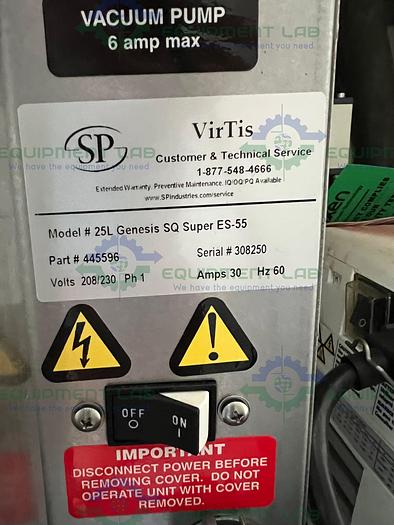 VACUUM PUMP
6 amp max
SP
VirTis
Customer & Technical Service
1-877-548-4666
Extended Warranty, Preventive Maintenance, IQ/OQ/PQ Available
www.SPindustries.com/service
Model # 25L Genesis SQ Super ES-55
Part # 445596 Serial # 308250
Volts 208/230 Ph 1 Amps 30 Hz 60
OFF
O
ON
I
IMPORTANT
DISCONNECT POWER BEFORE
REMOVING COVER. DO NOT
OPERATE UNIT WITH COVER
REMOVED.
EQUIPMENT LAB
We have the equipment you need